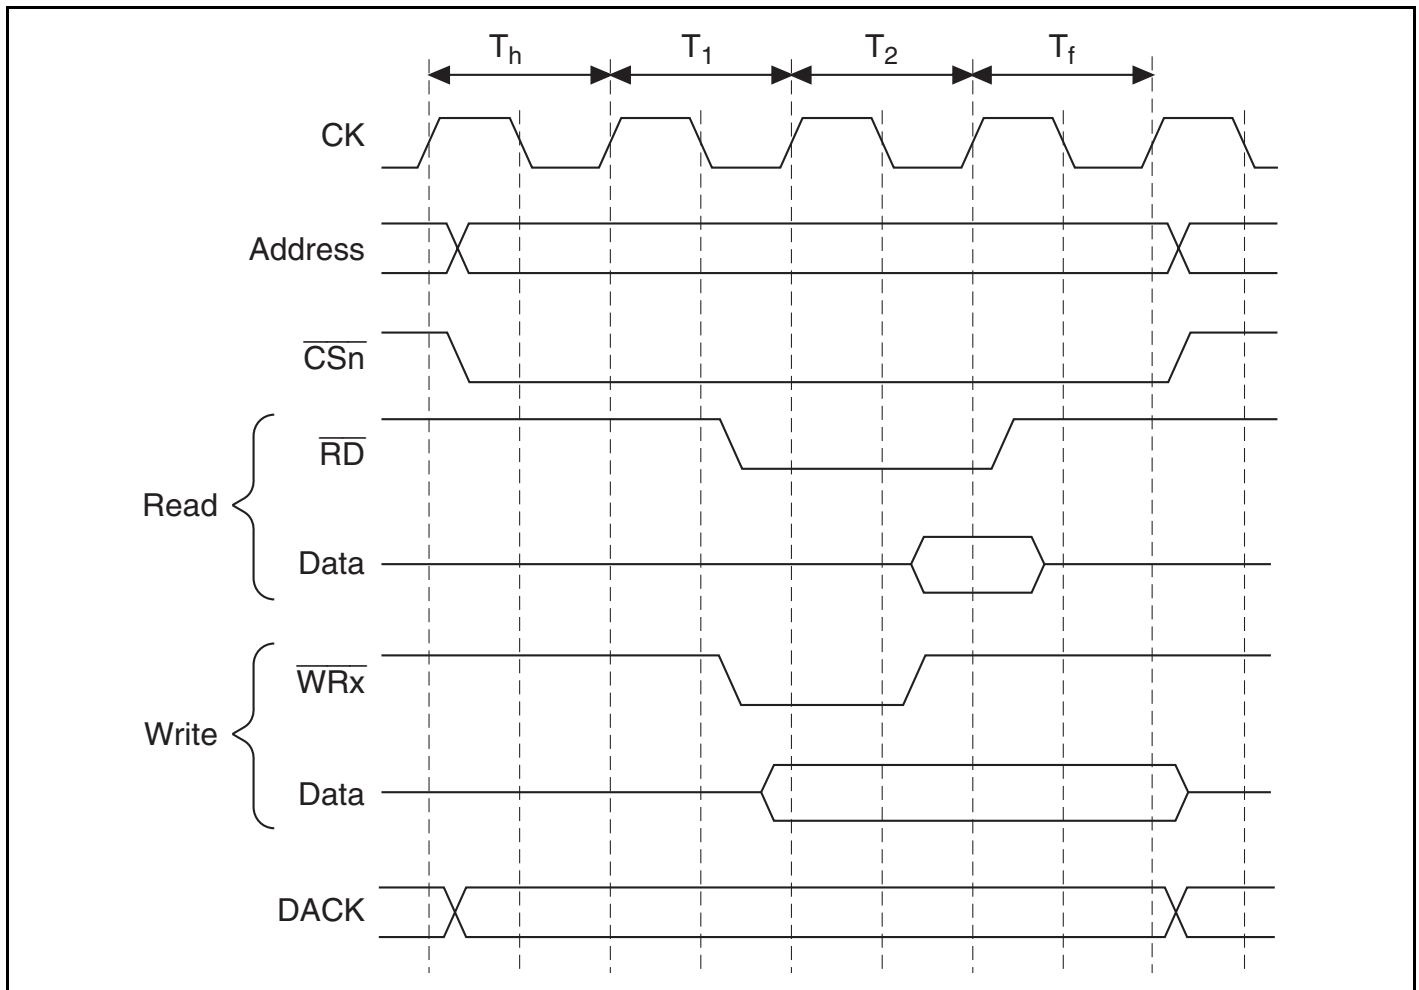 Th T1 T2 Tf
CK
Address
CSn
RD
Read
Data
WRx
Write
Data
DACK